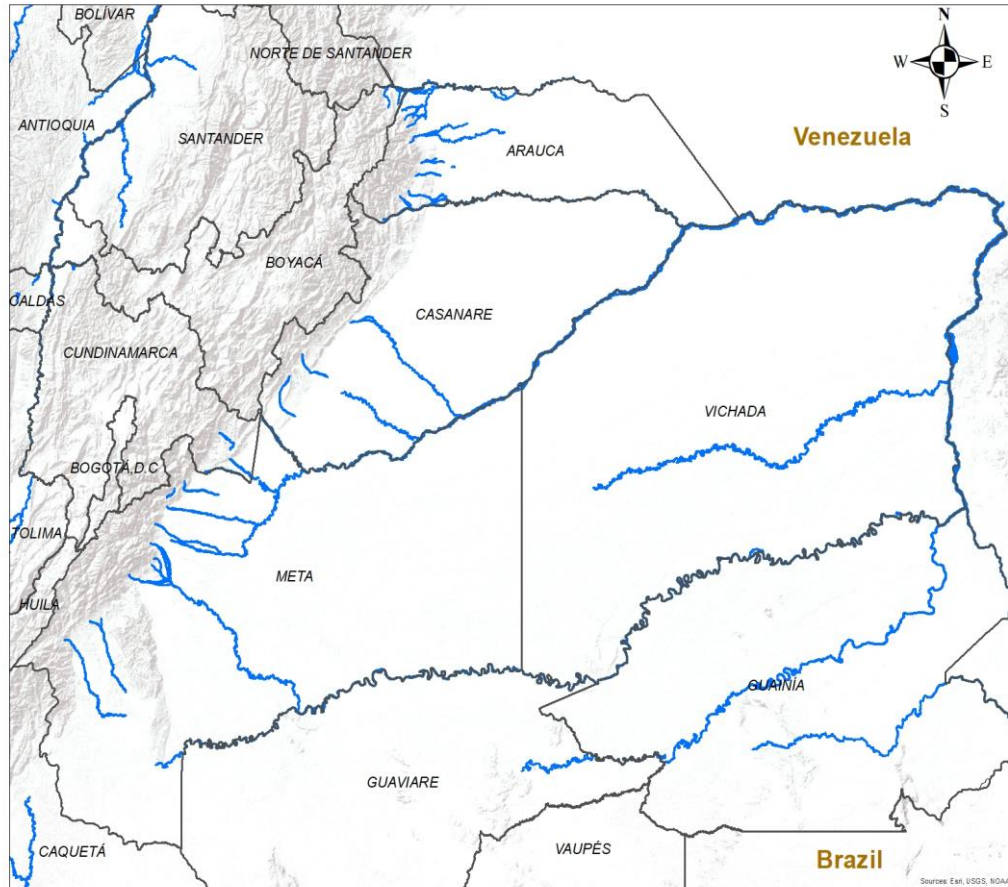 BOLÍVAR
N
NORTE DE SANTANDER
W
E
S
ANTIOQUIA
SANTANDER
ARAUCA
Venezuela
BOYACÁ
CALDAS
CASANARE
CUNDINAMARCA
VICHADA
BOGOTÁ, D.C
TOLIMA
META
HUILA
GUAINÍA
GUAVIARE
CAQUETÁ
VAUPÉS
Brazil
Sources: Esri, USGS, NOAA